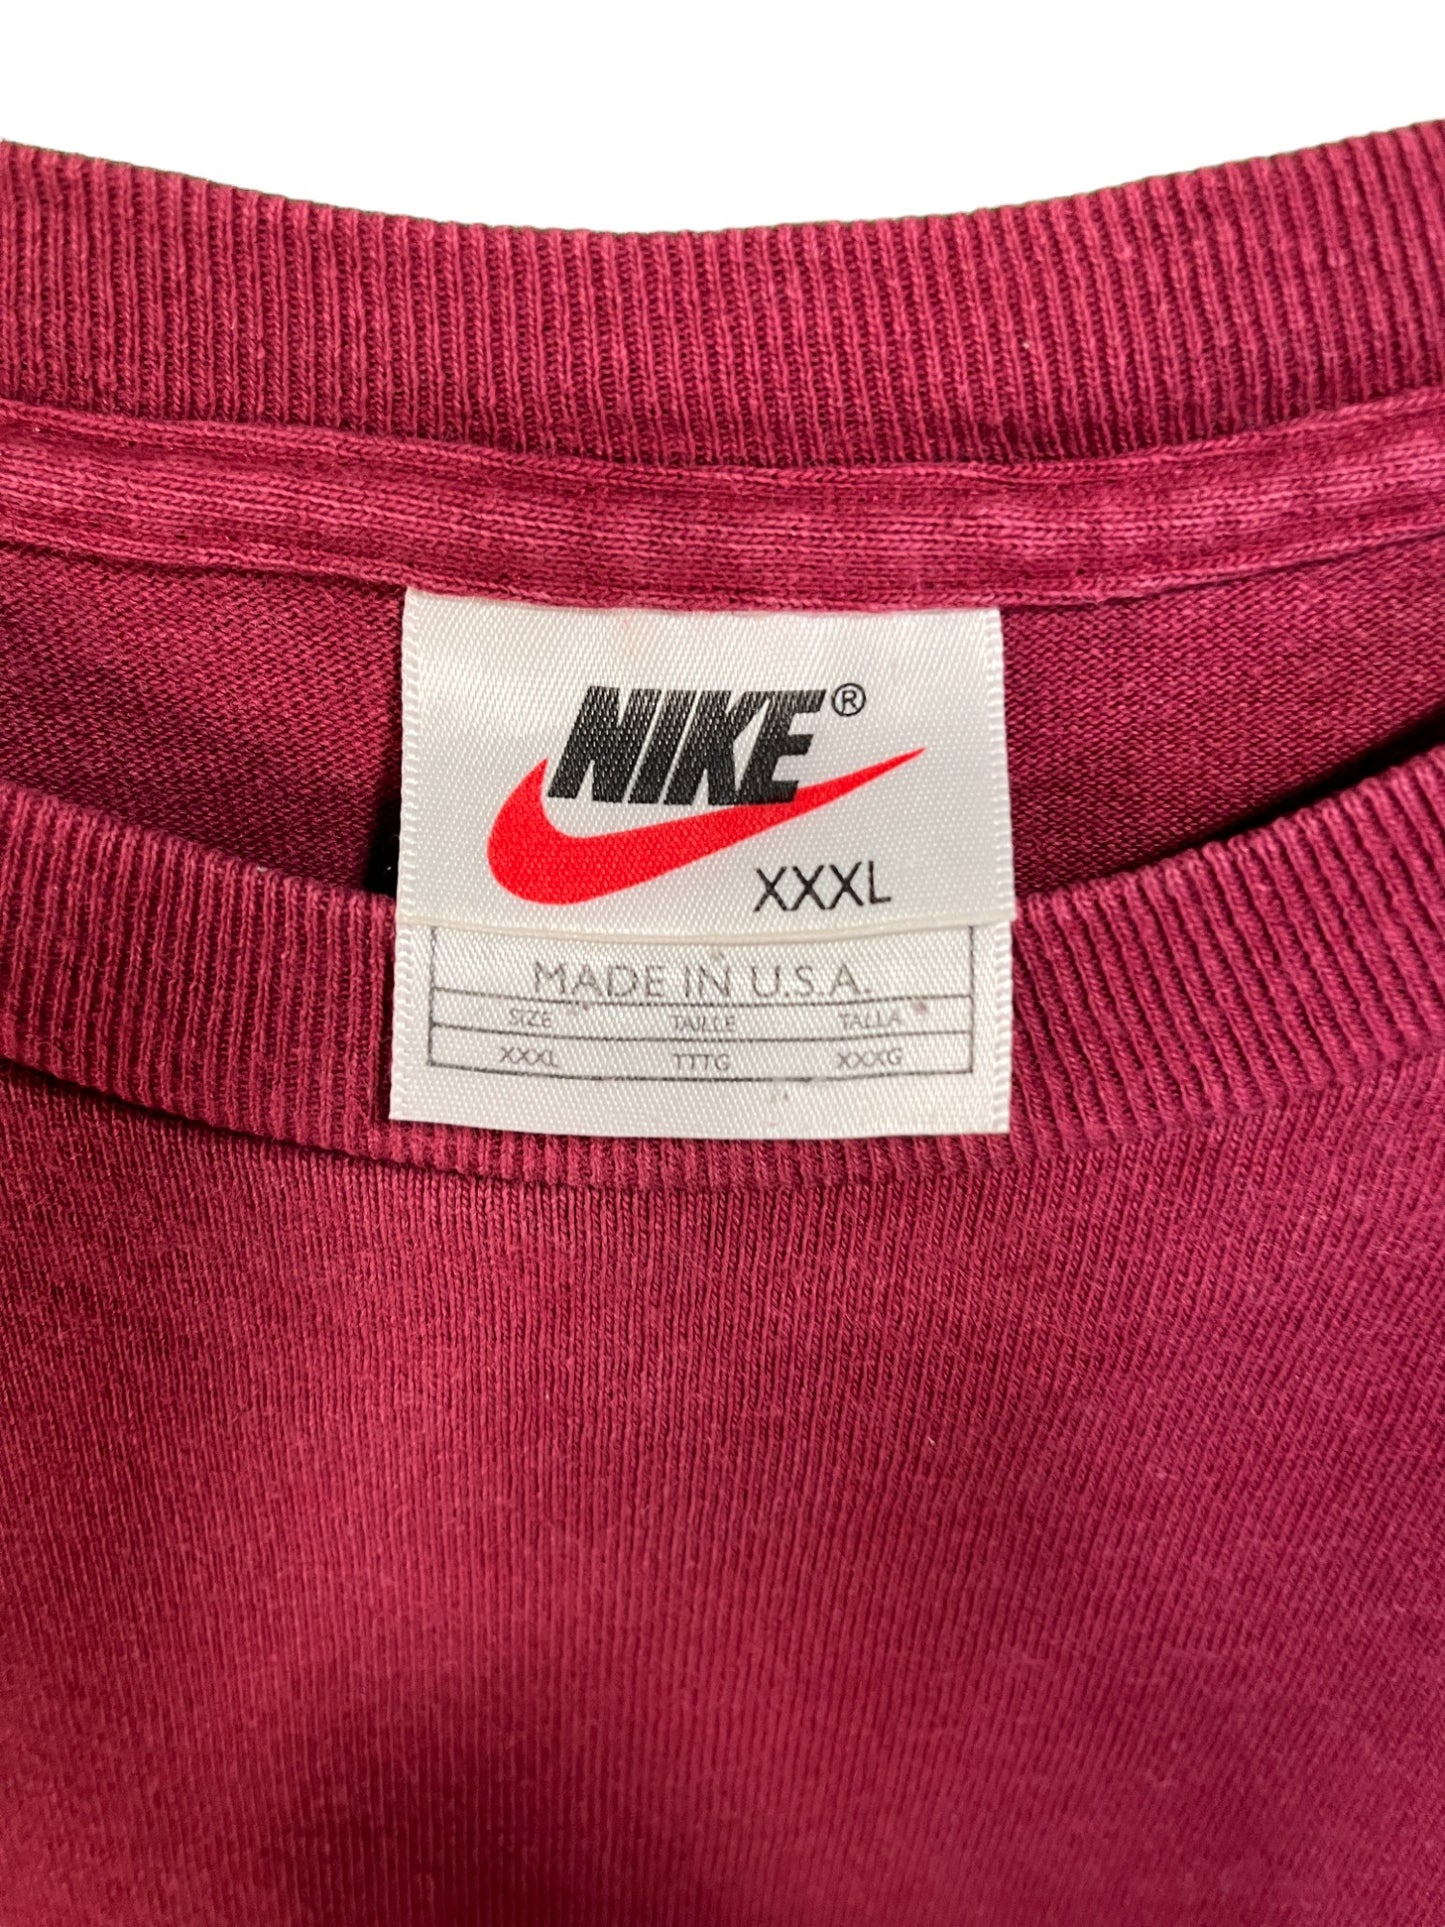 NIKE®
XXXL
MADE IN U.S.A.
SIZE TAILLE TALLA
XXXL TTTG XXXG